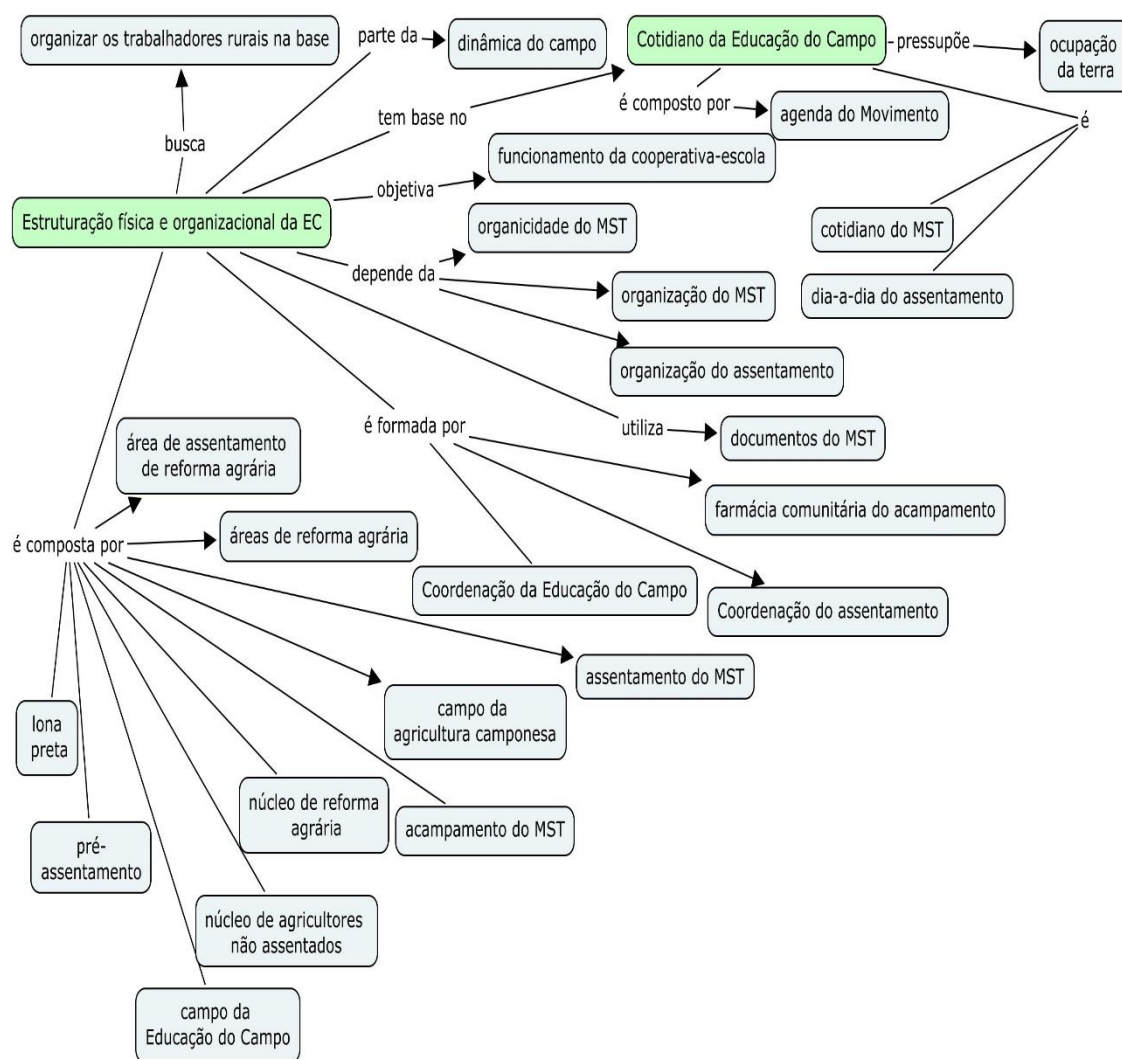 organizar os trabalhadores rurais na base
parte da
dinâmica do campo
Cotidiano da Educação do Campo
pressupõe
ocupação
da terra
é composto por
agenda do Movimento
é
tem base no
busca
funcionamento da cooperativa-escola
objetiva
Estruturação física e organizacional da EC
organicidade do MST
cotidiano do MST
depende da
organização do MST
dia-a-dia do assentamento
organização do assentamento
é formada por
utiliza
documentos do MST
área de assentamento
de reforma agrária
farmácia comunitária do acampamento
é composta por
áreas de reforma agrária
Coordenação da Educação do Campo
Coordenação do assentamento
assentamento do MST
lona
preta
campo da
agricultura camponesa
núcleo de reforma
agrária
acampamento do MST
pré-
assentamento
núcleo de agricultores
não assentados
campo da
Educação do Campo